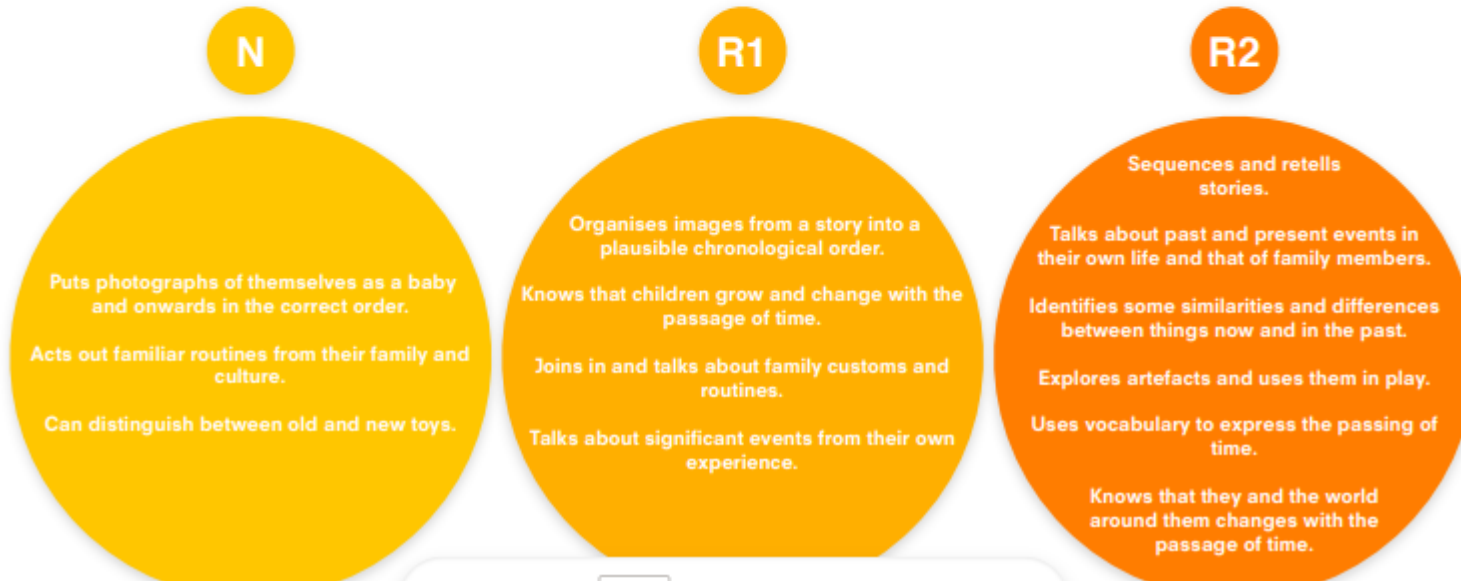 N
Puts photographs of themselves as a baby
and onwards in the correct order.
Acts out familiar routines from their family and
culture.
Can distinguish between old and new toys.
R1
Organises images from a story into a
plausible chronological order.
Knows that children grow and change with the
passage of time.
Joins in and talks about family customs and
routines.
Talks about significant events from their own
experience.
R2
Sequences and retells
stories.
Talks about past and present events in
their own life and that of family members.
Identifies some similarities and differences
between things now and in the past.
Explores artefacts and uses them in play.
Uses vocabulary to express the passing of
time.
Knows that they and the world
around them changes with the
passage of time.